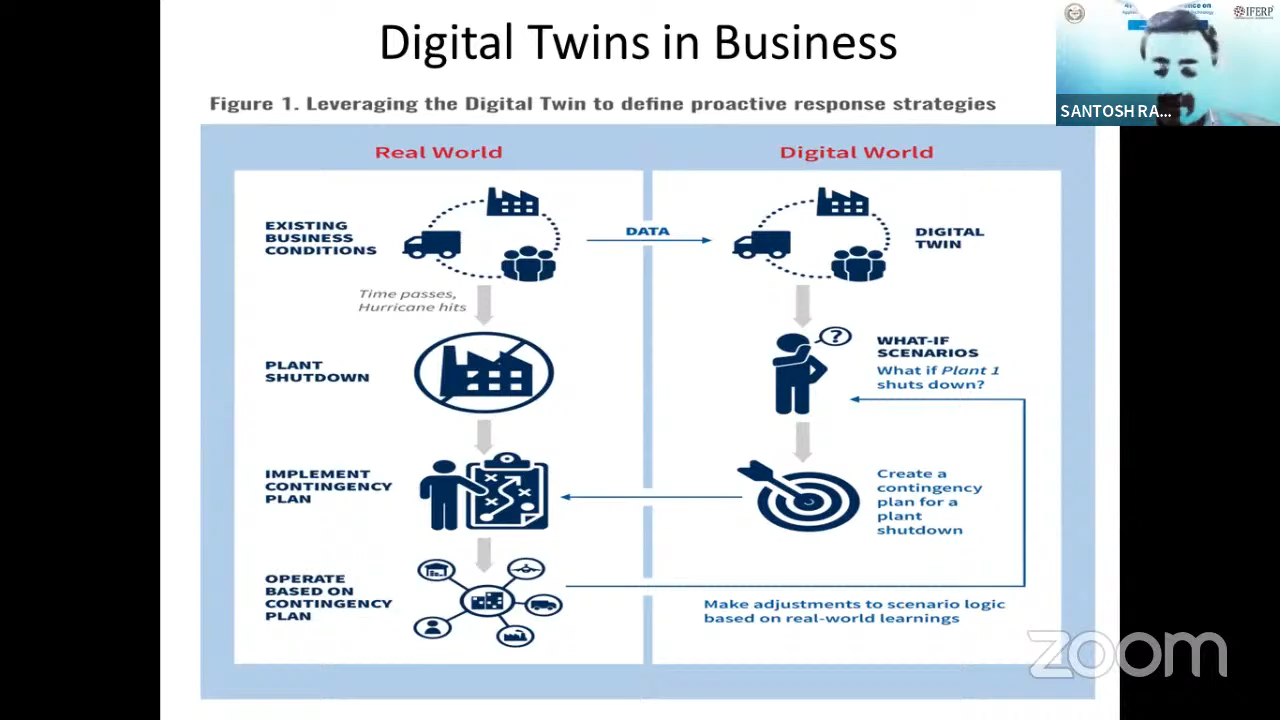 Digital Twins in Business
IFERP
SANTOSH RA...
Figure 1. Leveraging the Digital Twin to define proactive response strategies
Real World
Digital World
EXISTING
BUSINESS
CONDITIONS
DATA
DIGITAL
TWIN
Time passes,
Hurricane hits
PLANT
SHUTDOWN
?
WHAT-IF
SCENARIOS
What if Plant 1
shuts down?
IMPLEMENT
CONTINGENCY
PLAN
Create a
contingency
plan for a
plant
shutdown
OPERATE
BASED ON
CONTINGENCY
PLAN
Make adjustments to scenario logic
based on real-world learnings
zoom